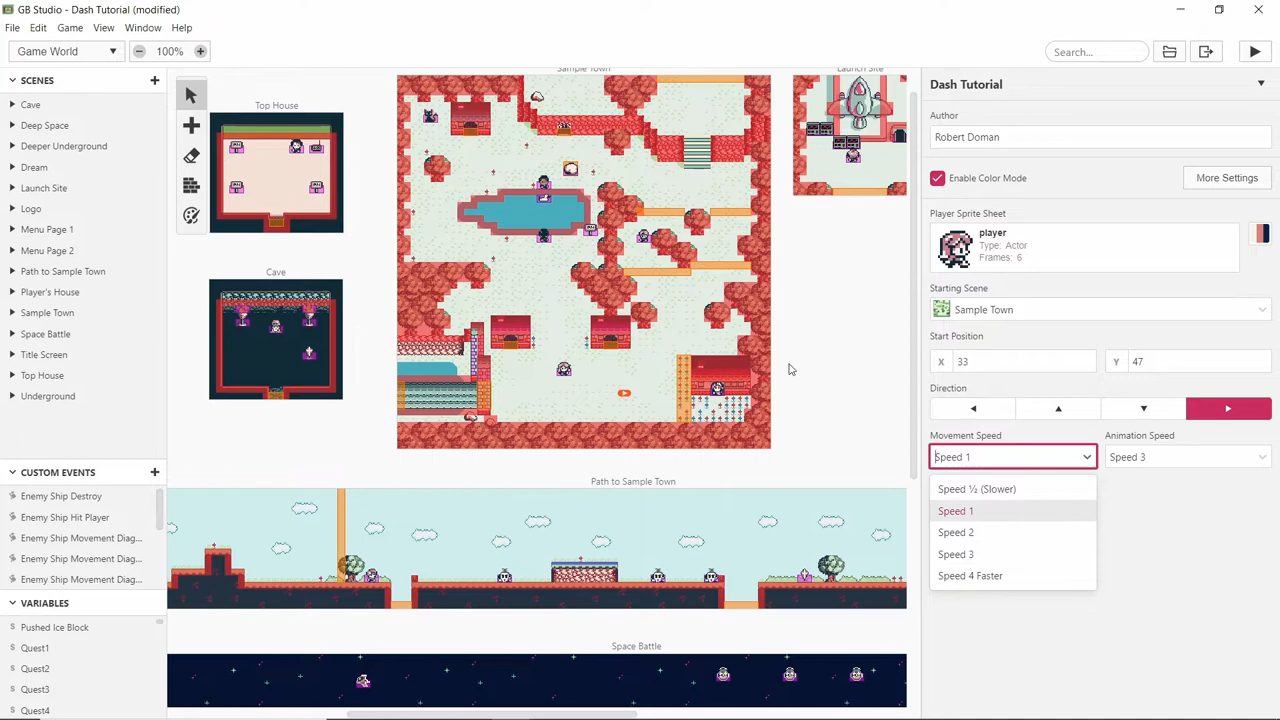 GB Studio - Dash Tutorial (modified)
File Edit Game View Window Help
Game World
100%
Search...
SCENES
Cave
Deep Space
Deeper Underground
Dream
Launch Site
Logo
Menu Page 1
Menu Page 2
Path to Sample Town
Player's House
Sample Town
Space Battle
Title Screen
Top House
Underground
CUSTOM EVENTS
Enemy Ship Destroy
Enemy Ship Hit Player
Enemy Ship Movement Diag...
Enemy Ship Movement Diag...
Enemy Ship Movement Diag...
VARIABLES
Pushed Ice Block
Quest1
Quest2
Quest3
Quest4
Top House
Cave
Sample Town
Launch Site
Path to Sample Town
Space Battle
Dash Tutorial
Author
Robert Doman
Enable Color Mode
More Settings
Player Sprite Sheet
player
Type: Actor
Frames: 6
Starting Scene
Sample Town
Start Position
X 33
47
Direction
Movement Speed
Animation Speed
Speed 1
Speed 3
Speed ½ (Slower)
Speed 1
Speed 2
Speed 3
Speed 4 Faster